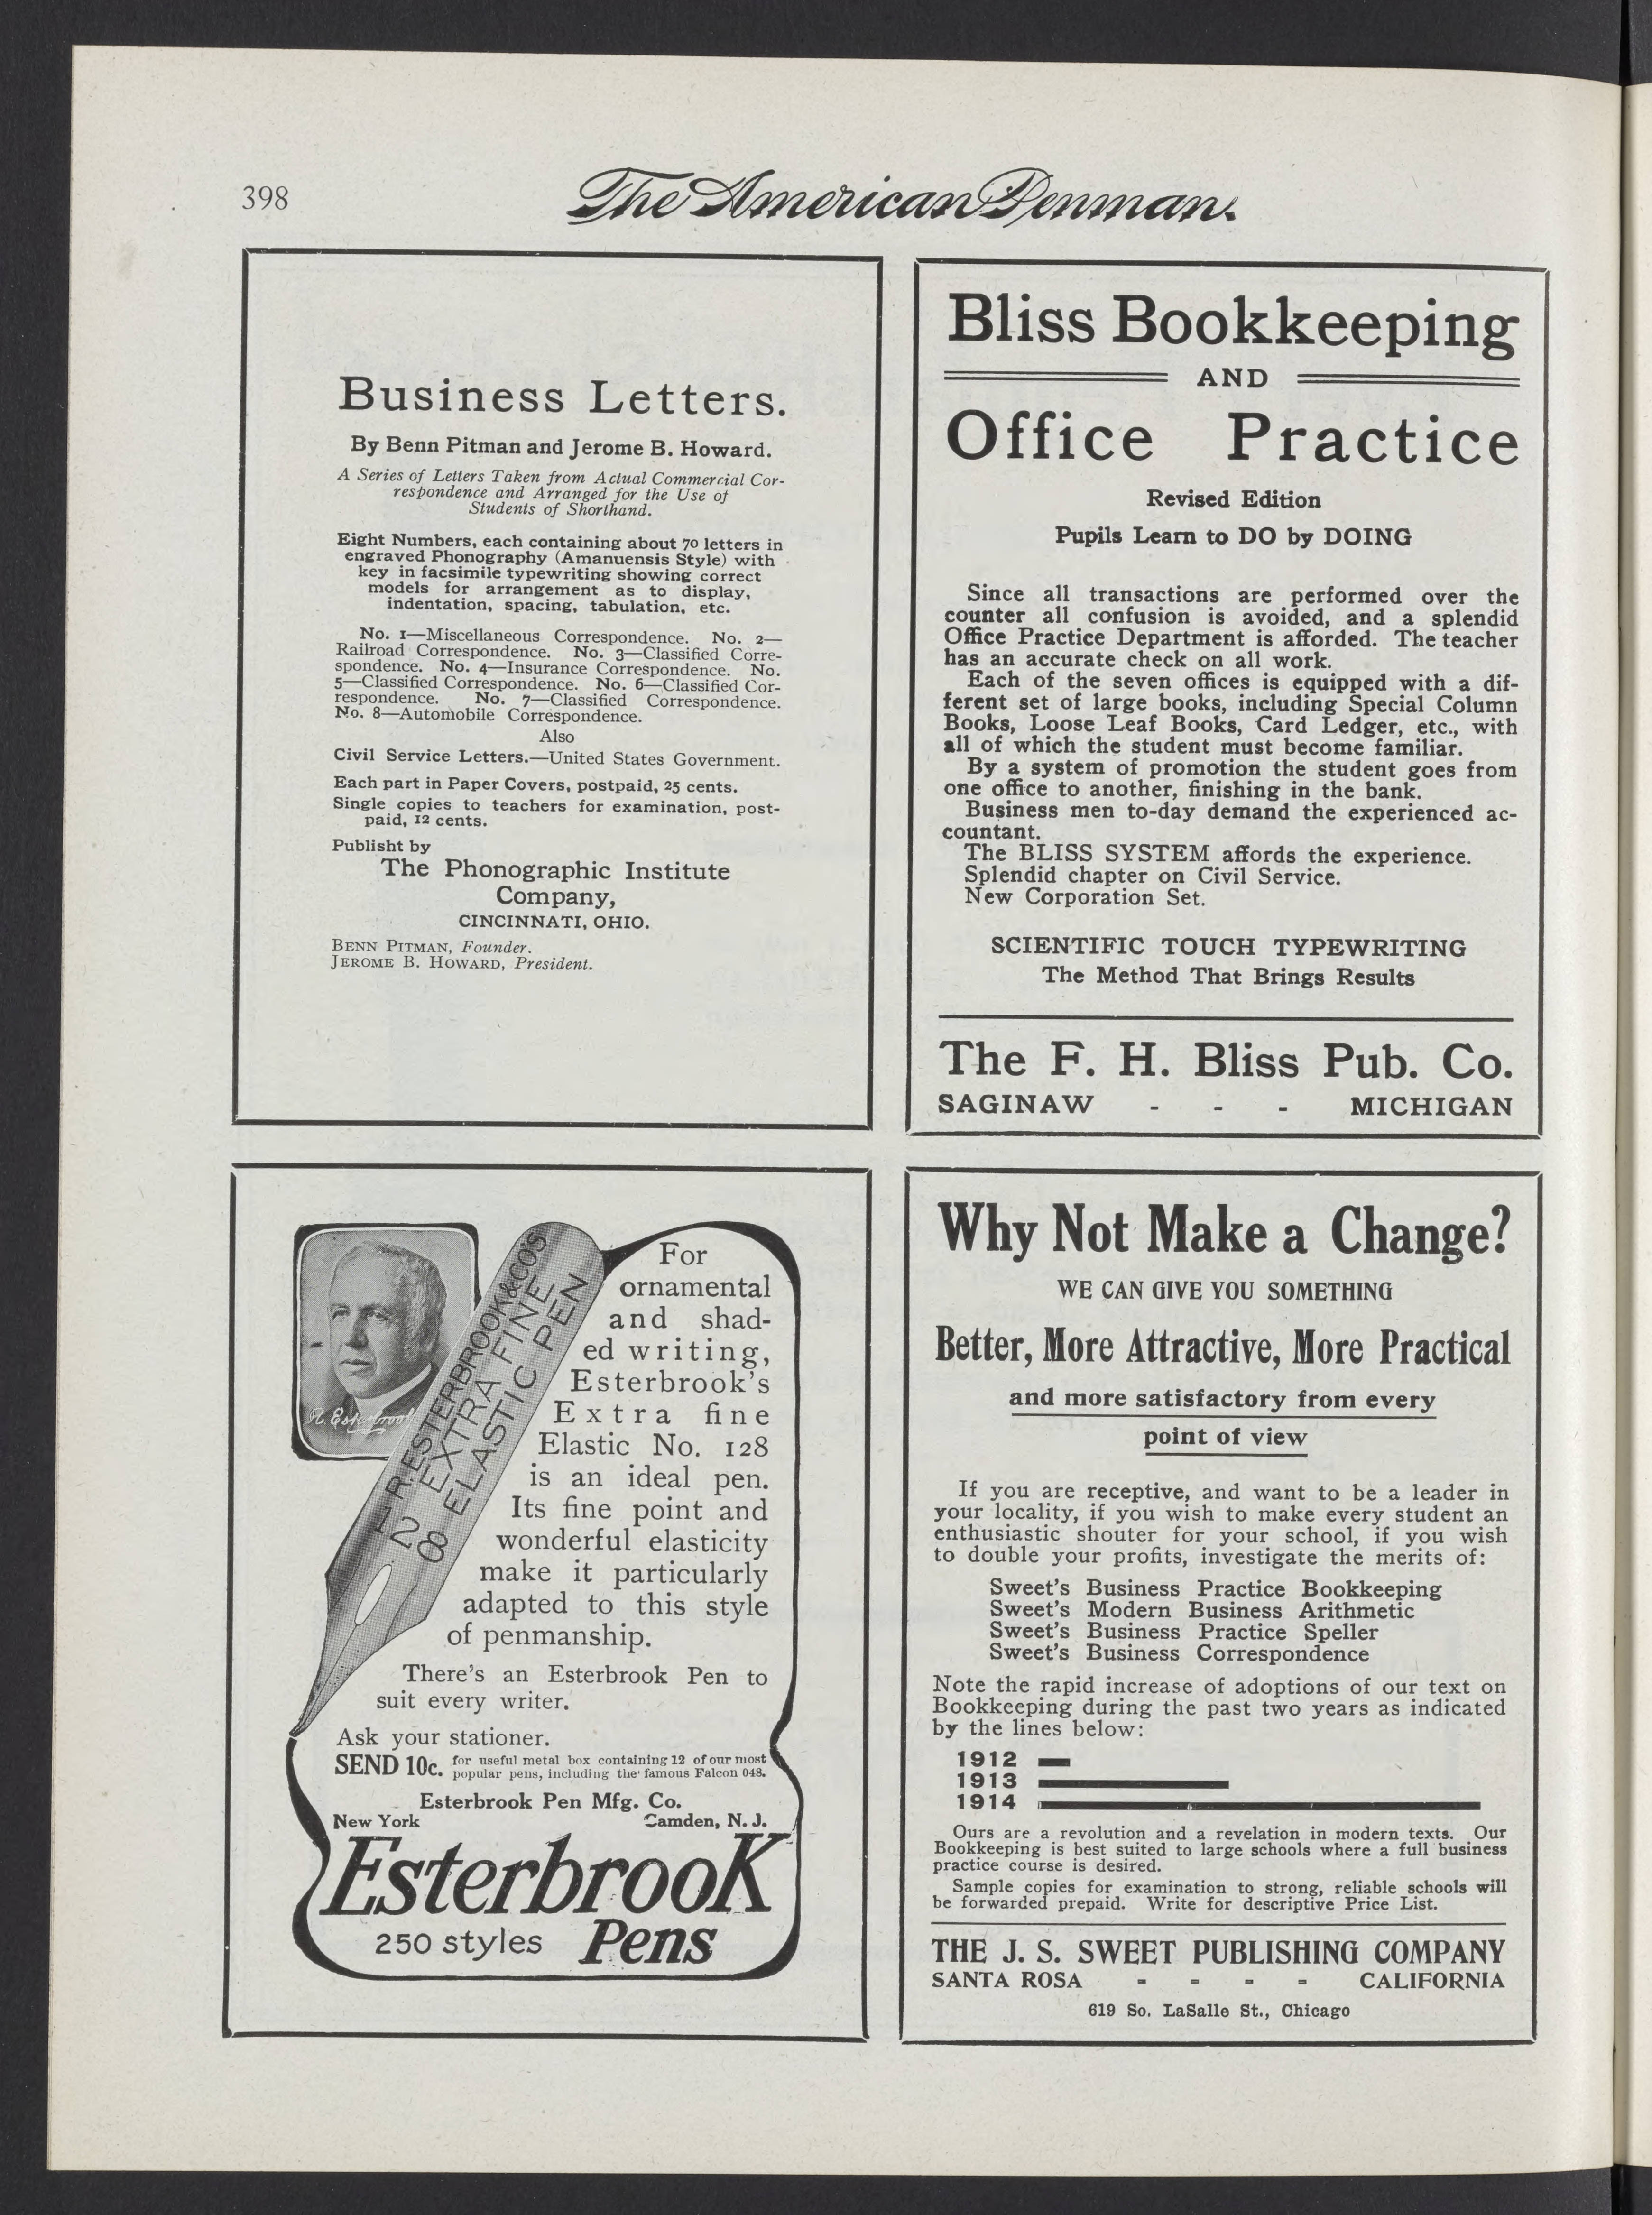 398
The American Penman.
Business Letters.
By Benn Pitman and Jerome B. Howard.
A Series of Letters Taken from Actual Commercial Cor-
respondence and Arranged for the Use of
Students of Shorthand.
Eight Numbers, each containing about 70 letters in
engraved Phonography (Amanuensis Style) with
key in facsimile typewriting showing correct
models for arrangement as to display,
indentation, spacing, tabulation, etc.
No. 1—Miscellaneous Correspondence. No. 2—
Railroad Correspondence. No. 3—Classified Corre-
spondence. No. 4—Insurance Correspondence. No.
5—Classified Correspondence. No. 6—Classified Cor-
respondence. No. 7—Classified Correspondence.
No. 8—Automobile Correspondence.
Also
Civil Service Letters.—United States Government.
Each part in Paper Covers, postpaid, 25 cents.
Single copies to teachers for examination, post-
paid, 12 cents.
Publisht by
The Phonographic Institute
Company,
CINCINNATI, OHIO.
BENN PITMAN, Founder.
JEROME B. HOWARD, President.
Bliss Bookkeeping
AND
Office Practice
Revised Edition
Pupils Learn to DO by DOING
Since all transactions are performed over the
counter all confusion is avoided, and a splendid
Office Practice Department is afforded. The teacher
has an accurate check on all work.
Each of the seven offices is equipped with a dif-
ferent set of large books, including Special Column
Books, Loose Leaf Books, Card Ledger, etc., with
all of which the student must become familiar.
By a system of promotion the student goes from
one office to another, finishing in the bank.
Business men to-day demand the experienced ac-
countant.
The BLISS SYSTEM affords the experience.
Splendid chapter on Civil Service.
New Corporation Set.
SCIENTIFIC TOUCH TYPEWRITING
The Method That Brings Results
The F. H. Bliss Pub. Co.
SAGINAW - - - MICHIGAN
R. Esterbrook
R. ESTERBROOK & CO'S
EXTRA FINE
ELASTIC PEN
128
For
ornamental
and shad-
ed writing,
Esterbrook's
Extra fine
Elastic No. 128
is an ideal pen.
Its fine point and
wonderful elasticity
make it particularly
adapted to this style
of penmanship.
There's an Esterbrook Pen to
suit every writer.
Ask your stationer.
SEND 10c. for useful metal box containing 12 of our most
popular pens, including the famous Falcon 048.
Esterbrook Pen Mfg. Co.
New York Camden, N. J.
Esterbrook
250 styles Pens
Why Not Make a Change?
WE CAN GIVE YOU SOMETHING
Better, More Attractive, More Practical
and more satisfactory from every
point of view
If you are receptive, and want to be a leader in
your locality, if you wish to make every student an
enthusiastic shouter for your school, if you wish
to double your profits, investigate the merits of:
Sweet's Business Practice Bookkeeping
Sweet's Modern Business Arithmetic
Sweet's Business Practice Speller
Sweet's Business Correspondence
Note the rapid increase of adoptions of our text on
Bookkeeping during the past two years as indicated
by the lines below:
1912
1913
1914
Ours are a revolution and a revelation in modern texts. Our
Bookkeeping is best suited to large schools where a full business
practice course is desired.
Sample copies for examination to strong, reliable schools will
be forwarded prepaid. Write for descriptive Price List.
THE J. S. SWEET PUBLISHING COMPANY
SANTA ROSA - - - - CALIFORNIA
619 So. LaSalle St., Chicago